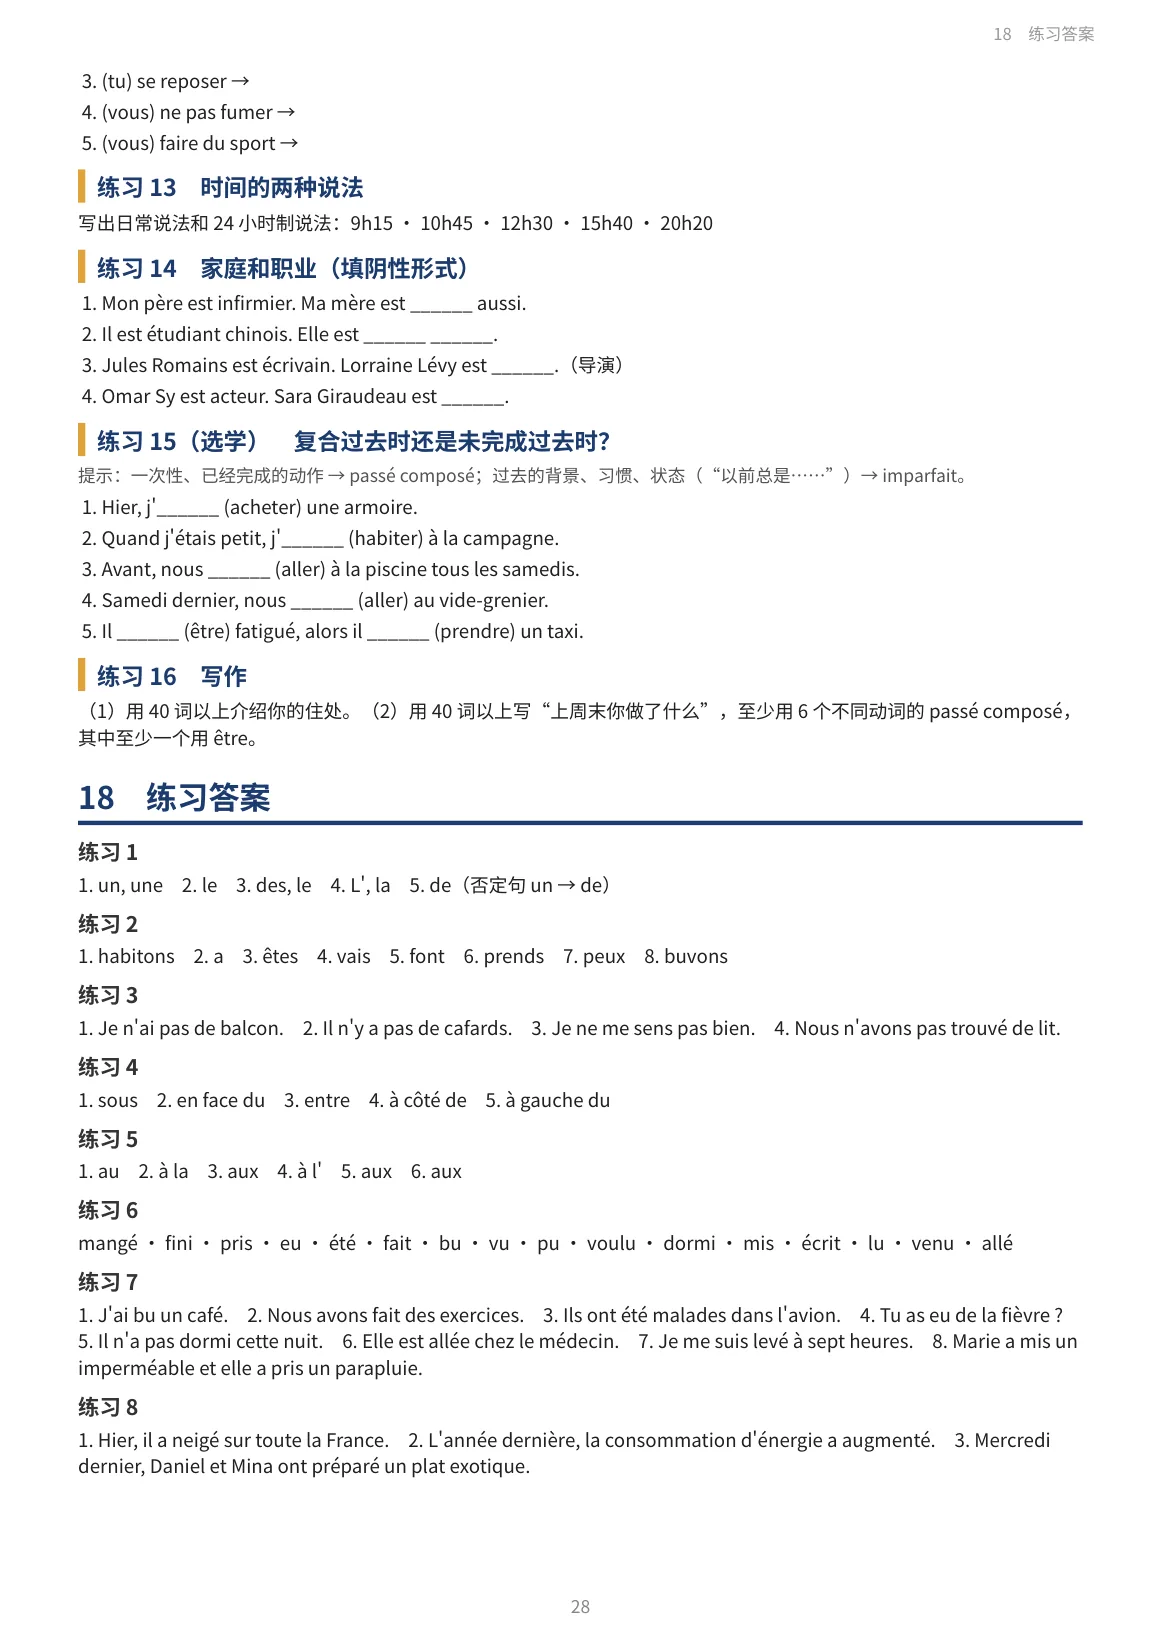 18 练习答案
3. (tu) se reposer →
4. (vous) ne pas fumer →
5. (vous) faire du sport →
练习 13 时间的两种说法
写出日常说法和 24 小时制说法：9h15 · 10h45 · 12h30 · 15h40 · 20h20
练习 14 家庭和职业（填阴性形式）
1. Mon père est infirmier. Ma mère est ______ aussi.
2. Il est étudiant chinois. Elle est ______ ______.
3. Jules Romains est écrivain. Lorraine Lévy est ______.（导演）
4. Omar Sy est acteur. Sara Giraudeau est ______.
练习 15（选学） 复合过去时还是未完成过去时？
提示：一次性、已经完成的动作 → passé composé；过去的背景、习惯、状态（“以前总是……”）→ imparfait。
1. Hier, j'______ (acheter) une armoire.
2. Quand j'étais petit, j'______ (habiter) à la campagne.
3. Avant, nous ______ (aller) à la piscine tous les samedis.
4. Samedi dernier, nous ______ (aller) au vide-grenier.
5. Il ______ (être) fatigué, alors il ______ (prendre) un taxi.
练习 16 写作
（1）用 40 词以上介绍你的住处。（2）用 40 词以上写“上周末你做了什么”，至少用 6 个不同动词的 passé composé，
其中至少一个用 être。
18 练习答案
练习 1
1. un, une 2. le 3. des, le 4. L', la 5. de（否定句 un → de）
练习 2
1. habitons 2. a 3. êtes 4. vais 5. font 6. prends 7. peux 8. buvons
练习 3
1. Je n'ai pas de balcon. 2. Il n'y a pas de cafards. 3. Je ne me sens pas bien. 4. Nous n'avons pas trouvé de lit.
练习 4
1. sous 2. en face du 3. entre 4. à côté de 5. à gauche du
练习 5
1. au 2. à la 3. aux 4. à l' 5. aux 6. aux
练习 6
mangé · fini · pris · eu · été · fait · bu · vu · pu · voulu · dormi · mis · écrit · lu · venu · allé
练习 7
1. J'ai bu un café. 2. Nous avons fait des exercices. 3. Ils ont été malades dans l'avion. 4. Tu as eu de la fièvre ?
5. Il n'a pas dormi cette nuit. 6. Elle est allée chez le médecin. 7. Je me suis levé à sept heures. 8. Marie a mis un
imperméable et elle a pris un parapluie.
练习 8
1. Hier, il a neigé sur toute la France. 2. L'année dernière, la consommation d'énergie a augmenté. 3. Mercredi
dernier, Daniel et Mina ont préparé un plat exotique.
28